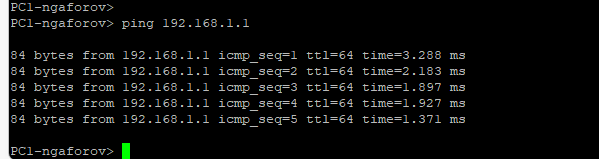 PC1-ngaforov>
PC1-ngaforov> ping 192.168.1.1
84 bytes from 192.168.1.1 icmp_seq=1 ttl=64 time=3.288 ms
84 bytes from 192.168.1.1 icmp_seq=2 ttl=64 time=2.183 ms
84 bytes from 192.168.1.1 icmp_seq=3 ttl=64 time=1.897 ms
84 bytes from 192.168.1.1 icmp_seq=4 ttl=64 time=1.927 ms
84 bytes from 192.168.1.1 icmp_seq=5 ttl=64 time=1.371 ms
PC1-ngaforov>